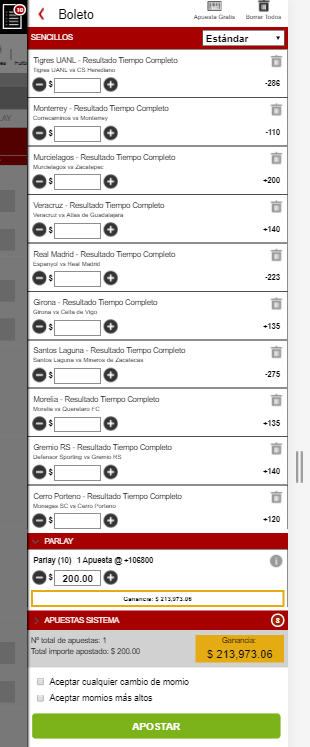 10
Boleto
Apuesta Gratis
Borrar Todos
SENCILLOS
Estándar
Tigres UANL - Resultado Tiempo Completo
Tigres UANL vs CS Herediano
$
-286
Monterrey - Resultado Tiempo Completo
Correcaminos vs Monterrey
$
-110
Murcielagos - Resultado Tiempo Completo
Murcielagos vs Zacatepec
$
+200
Veracruz - Resultado Tiempo Completo
Veracruz vs Atlas de Guadalajara
$
+140
Real Madrid - Resultado Tiempo Completo
Espanyol vs Real Madrid
$
-223
Girona - Resultado Tiempo Completo
Girona vs Celta de Vigo
$
+135
Santos Laguna - Resultado Tiempo Completo
Santos Laguna vs Mineros de Zacatecas
$
-275
Morelia - Resultado Tiempo Completo
Morelia vs Queretaro FC
$
+135
Gremio RS - Resultado Tiempo Completo
Defensor Sporting vs Gremio RS
$
+140
Cerro Porteno - Resultado Tiempo Completo
Monagas SC vs Cerro Porteno
$
+120
PARLAY
Parlay (10) 1 Apuesta @ +106800
$ 200.00
Ganancia: $ 213,973.06
APUESTAS SISTEMA
8
Nº total de apuestas: 1
Total importe apostado: $ 200.00
Ganancia:
$ 213,973.06
Aceptar cualquier cambio de momio
Aceptar momios más altos
APOSTAR